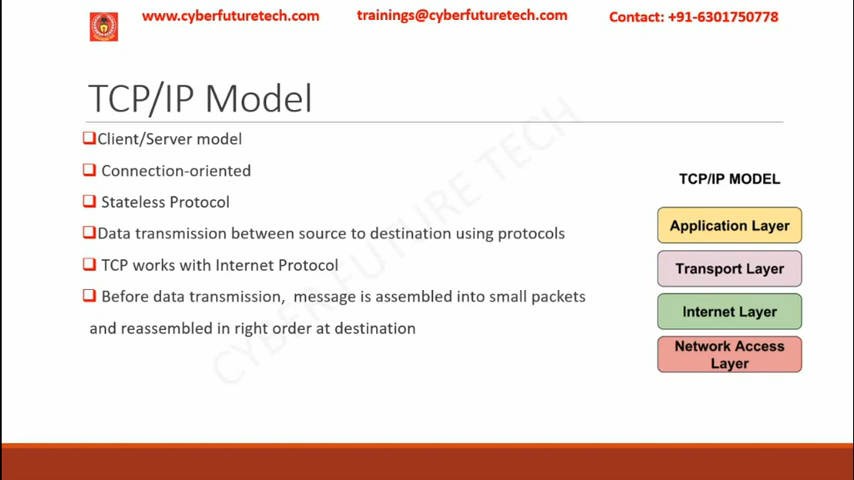 www.cyberfuturetech.com trainings@cyberfuturetech.com Contact: +91-6301750778
TCP/IP Model
Client/Server model
Connection-oriented
Stateless Protocol
Data transmission between source to destination using protocols
TCP works with Internet Protocol
Before data transmission, message is assembled into small packets
and reassembled in right order at destination
TCP/IP MODEL
Application Layer
Transport Layer
Internet Layer
Network Access
Layer
CYBER FUTURE TECH